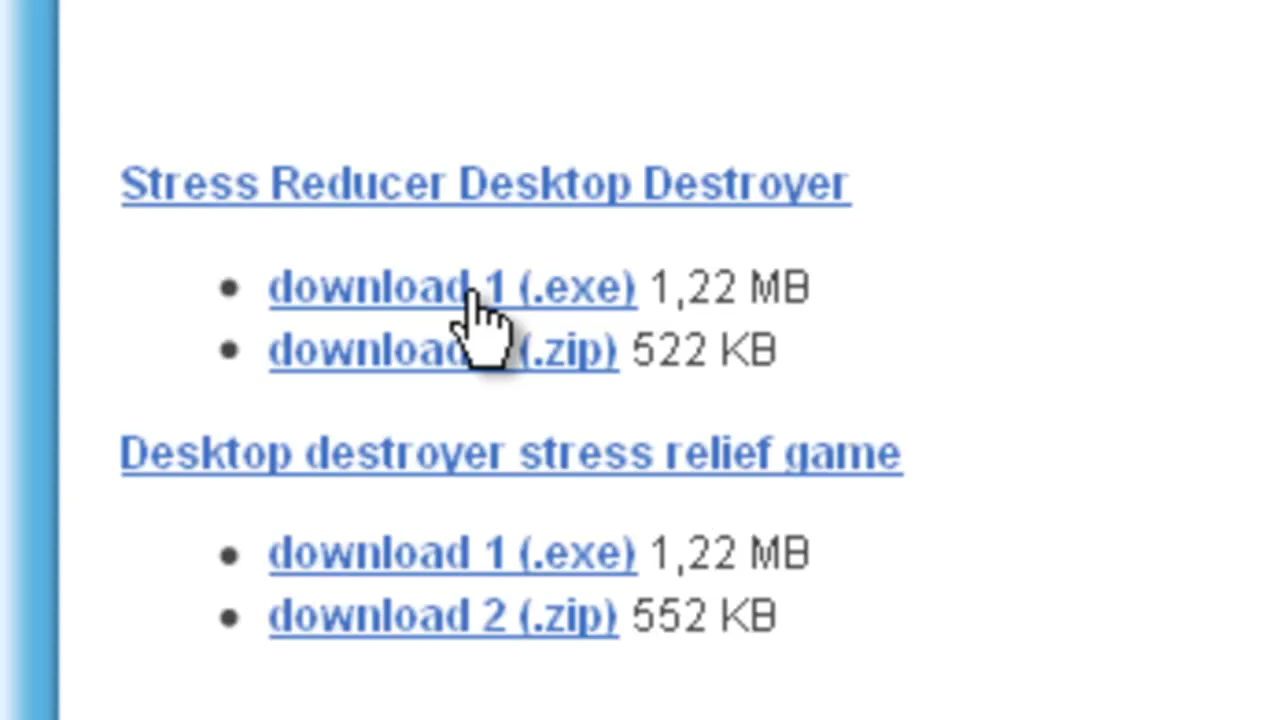 Stress Reducer Desktop Destroyer
download 1 (.exe) 1,22 MB
download (.zip) 522 KB
Desktop destroyer stress relief game
download 1 (.exe) 1,22 MB
download 2 (.zip) 552 KB